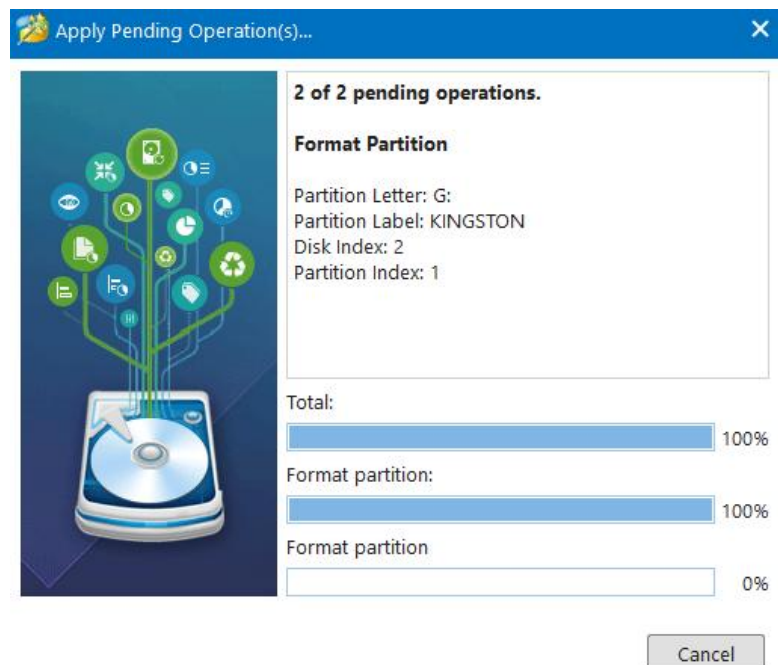 Apply Pending Operation(s)...
2 of 2 pending operations.
Format Partition
Partition Letter: G:
Partition Label: KINGSTON
Disk Index: 2
Partition Index: 1
Total:
100%
Format partition:
100%
Format partition
0%
Cancel